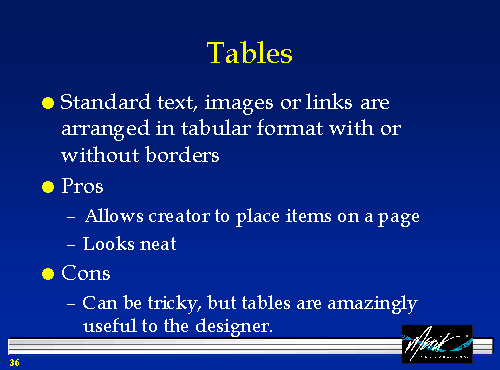 Tables
Standard text, images or links are
arranged in tabular format with or
without borders
Pros
– Allows creator to place items on a page
– Looks neat
Cons
– Can be tricky, but tables are amazingly
useful to the designer.
36